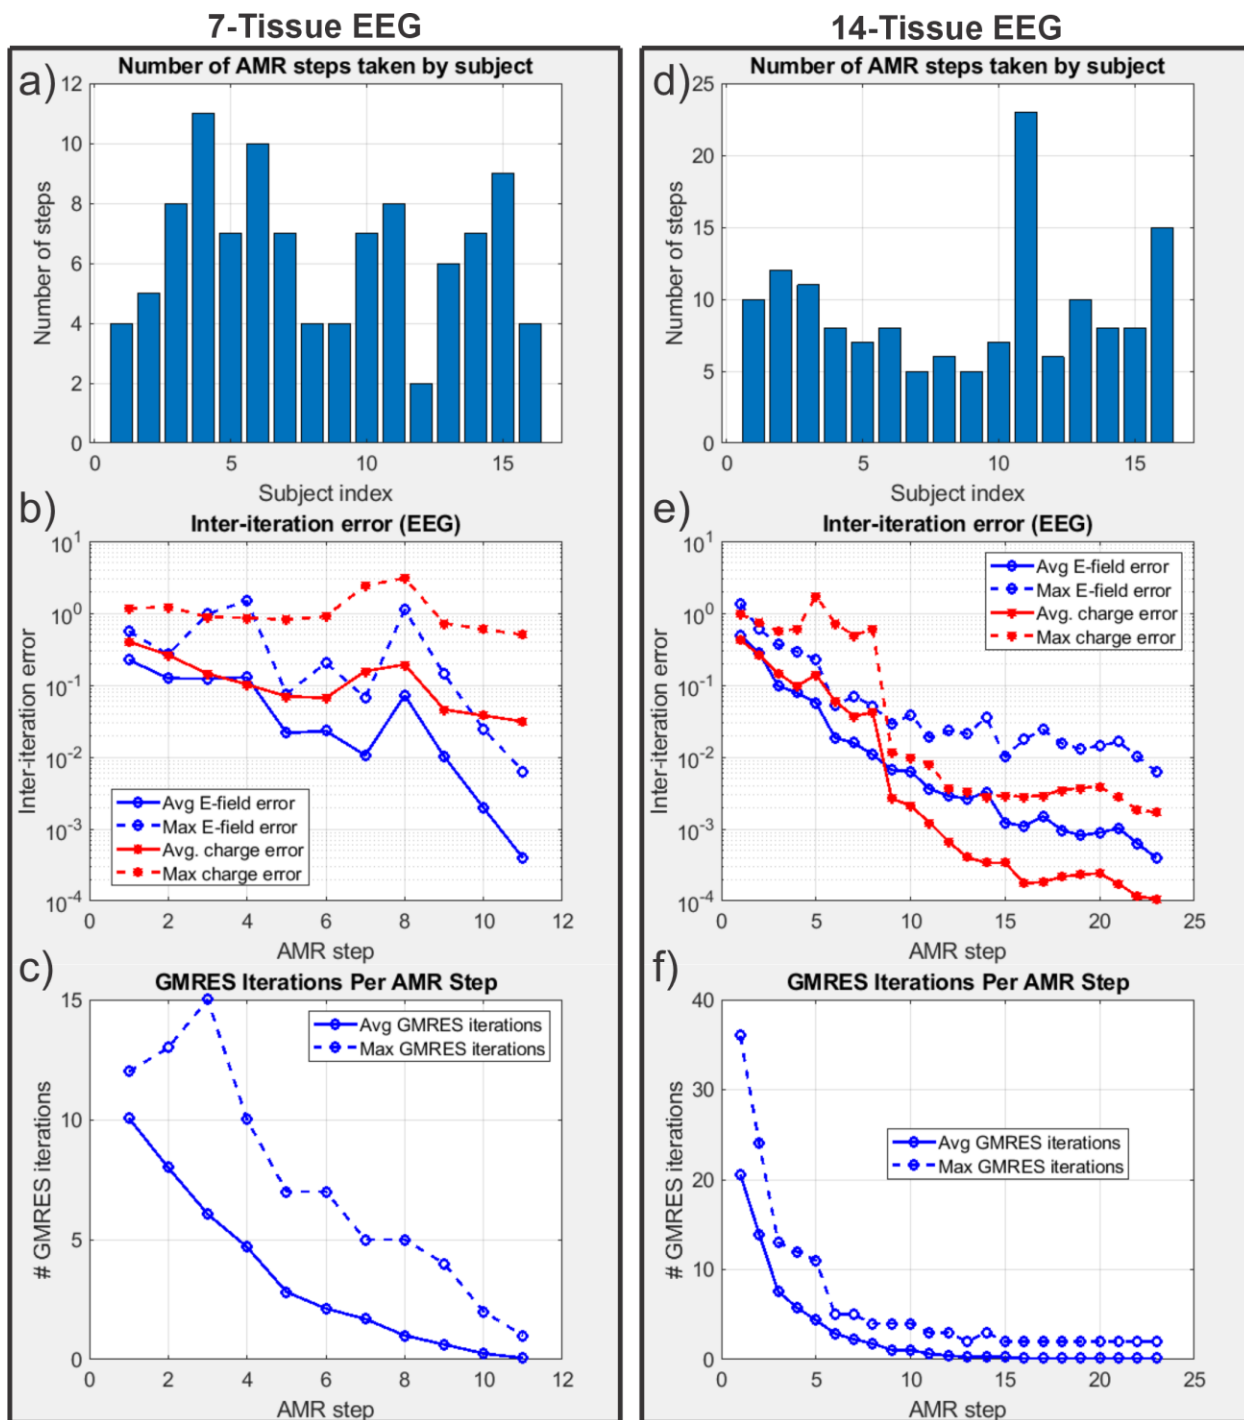 7-Tissue EEG
a)
Number of AMR steps taken by subject
Number of steps
12
10
8
6
4
2
0
0 5 10 15
Subject index
b)
Inter-iteration error (EEG)
Inter-iteration error
10^1
10^0
10^-1
10^-2
10^-3
10^-4
Avg E-field error
Max E-field error
Avg. charge error
Max charge error
0 2 4 6 8 10 12
AMR step
c)
GMRES Iterations Per AMR Step
# GMRES iterations
15
10
5
0
Avg GMRES iterations
Max GMRES iterations
0 2 4 6 8 10 12
AMR step
14-Tissue EEG
d)
Number of AMR steps taken by subject
Number of steps
25
20
15
10
5
0
0 5 10 15
Subject index
e)
Inter-iteration error (EEG)
Inter-iteration error
10^1
10^0
10^-1
10^-2
10^-3
10^-4
Avg E-field error
Max E-field error
Avg. charge error
Max charge error
0 5 10 15 20 25
AMR step
f)
GMRES Iterations Per AMR Step
# GMRES iterations
40
30
20
10
0
Avg GMRES iterations
Max GMRES iterations
0 5 10 15 20 25
AMR step